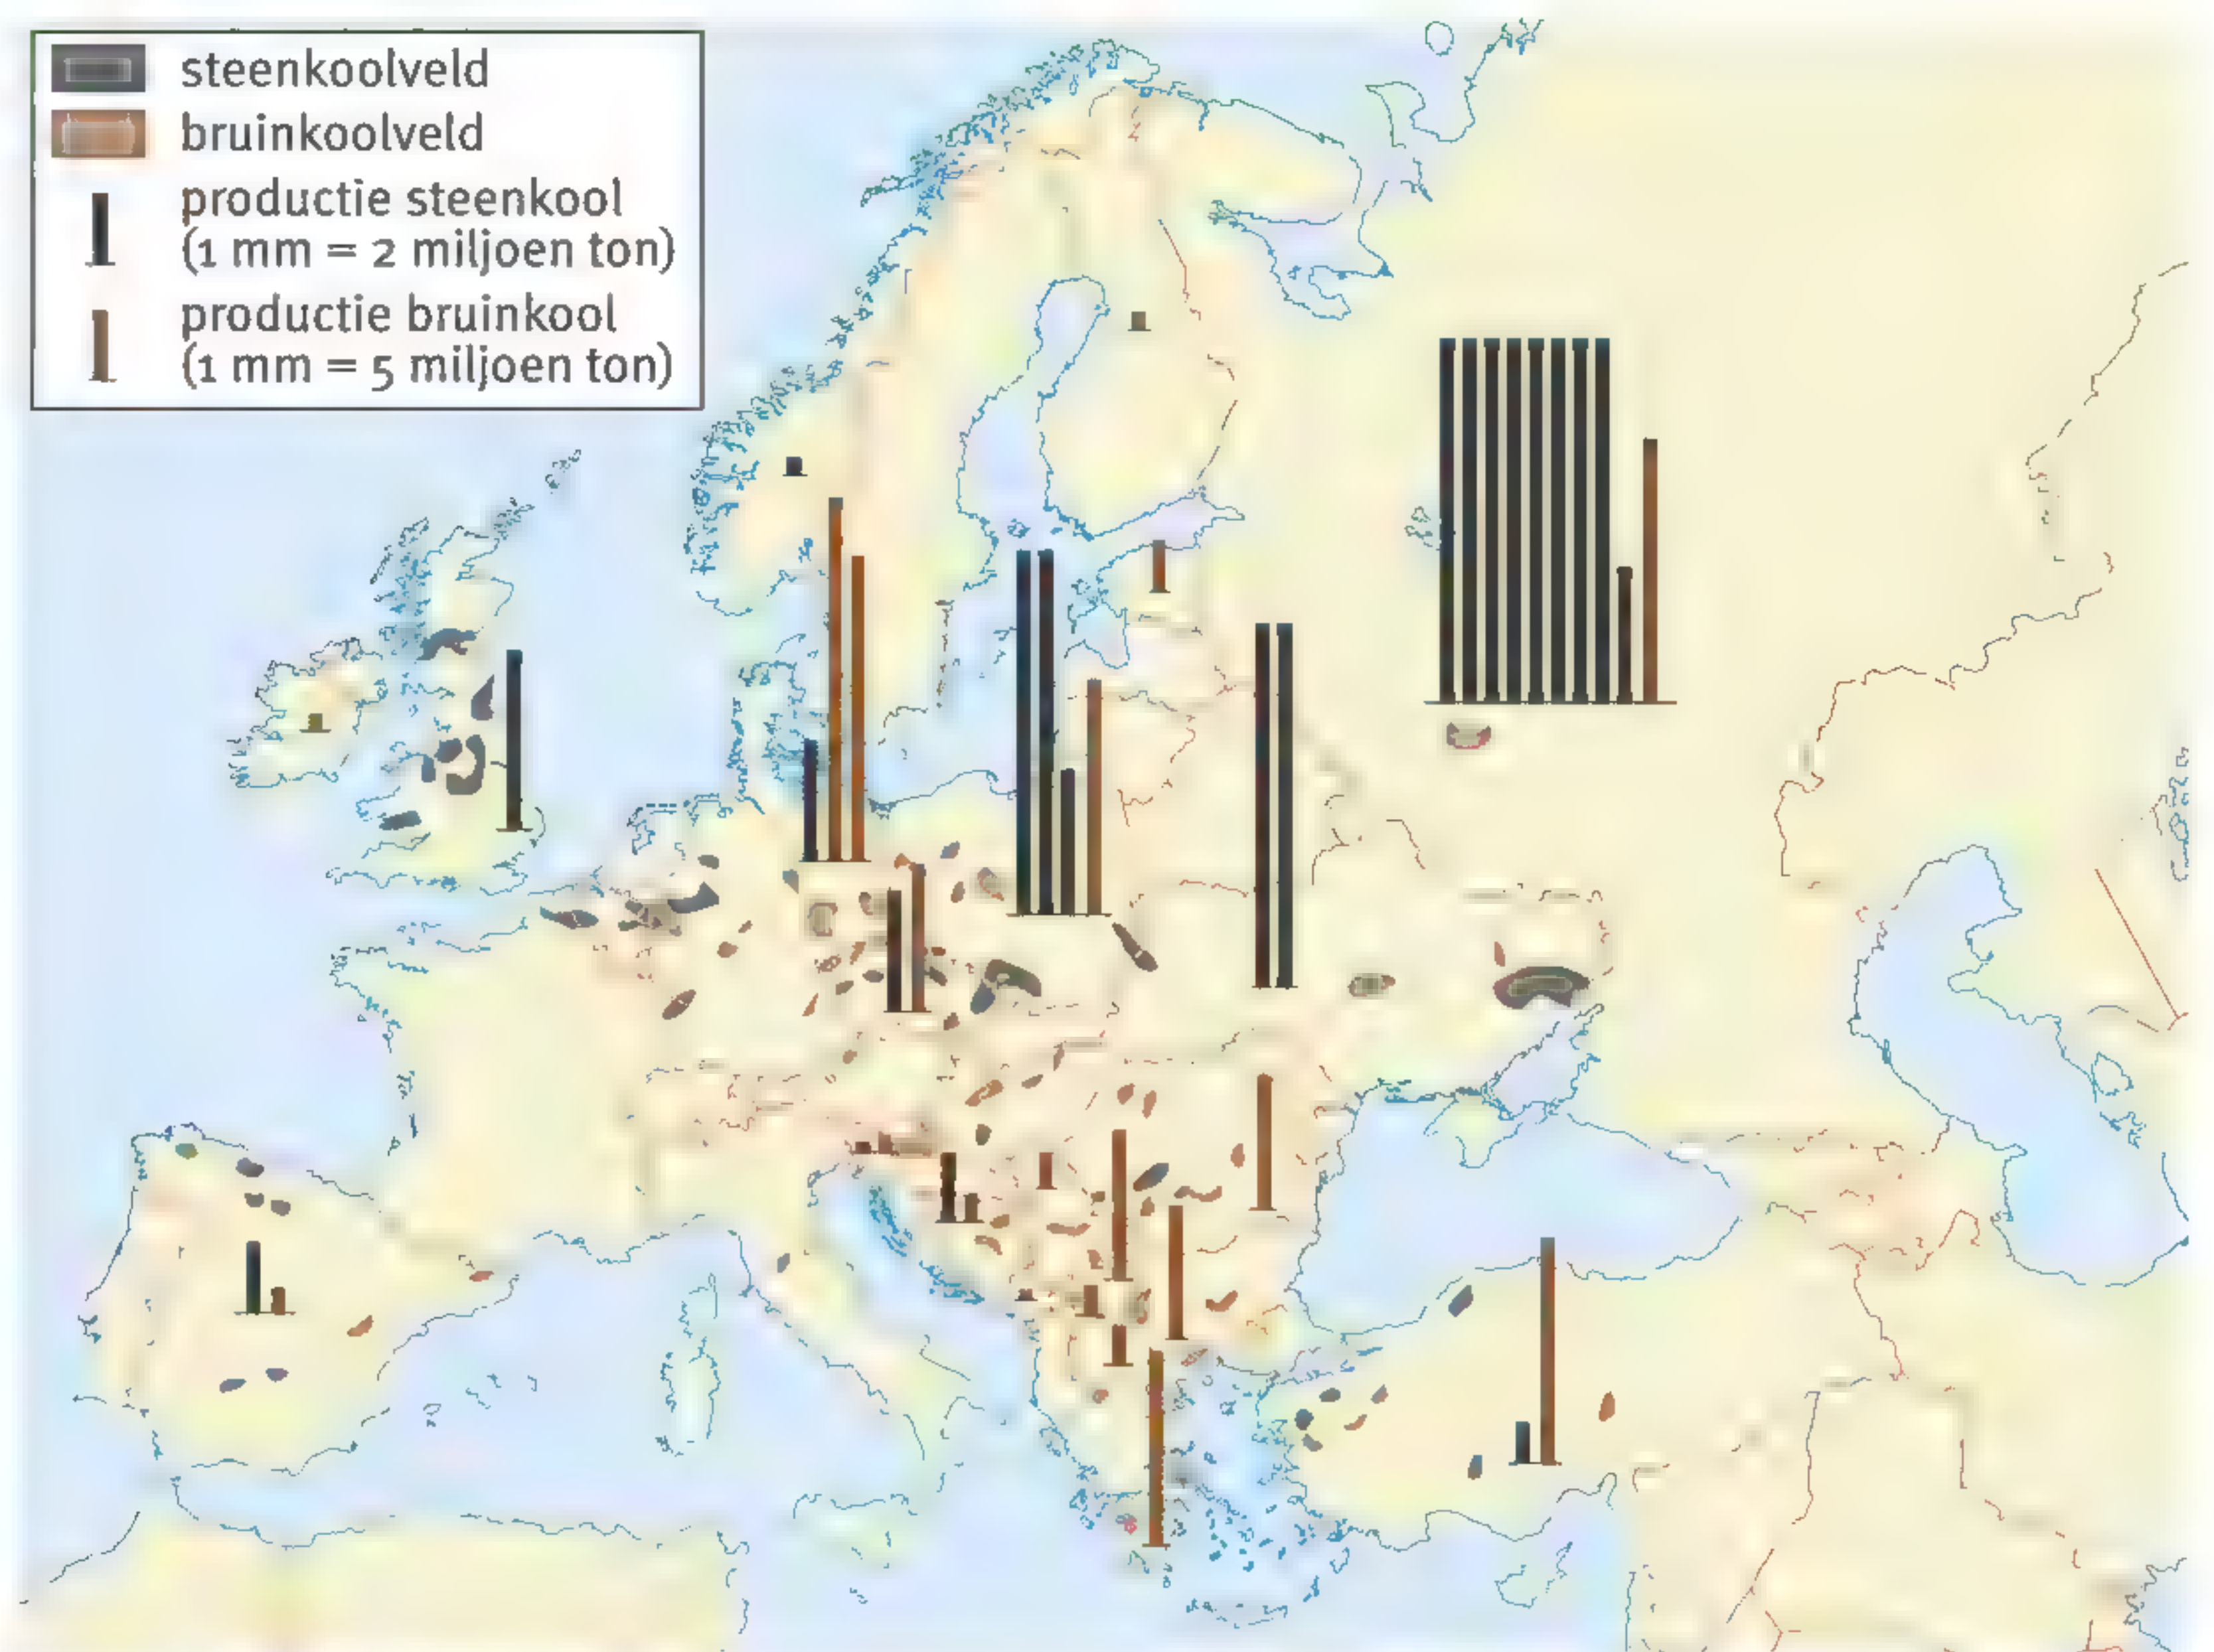 steenkoolveld
bruinkoolveld
productie steenkool
(1 mm = 2 miljoen ton)
productie bruinkool
(1 mm = 5 miljoen ton)